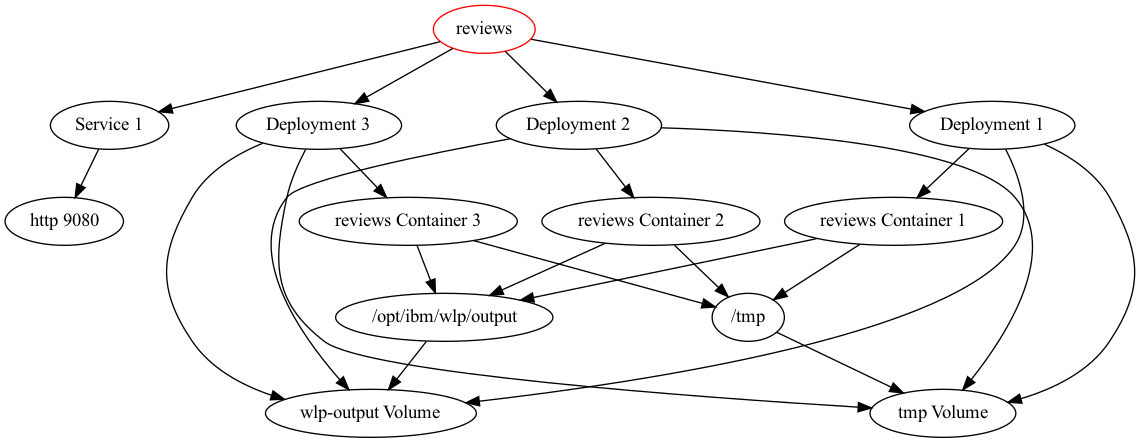 reviews
Service 1
Deployment 3
Deployment 2
Deployment 1
http 9080
reviews Container 3
reviews Container 2
reviews Container 1
/opt/ibm/wlp/output
/tmp
wlp-output Volume
tmp Volume